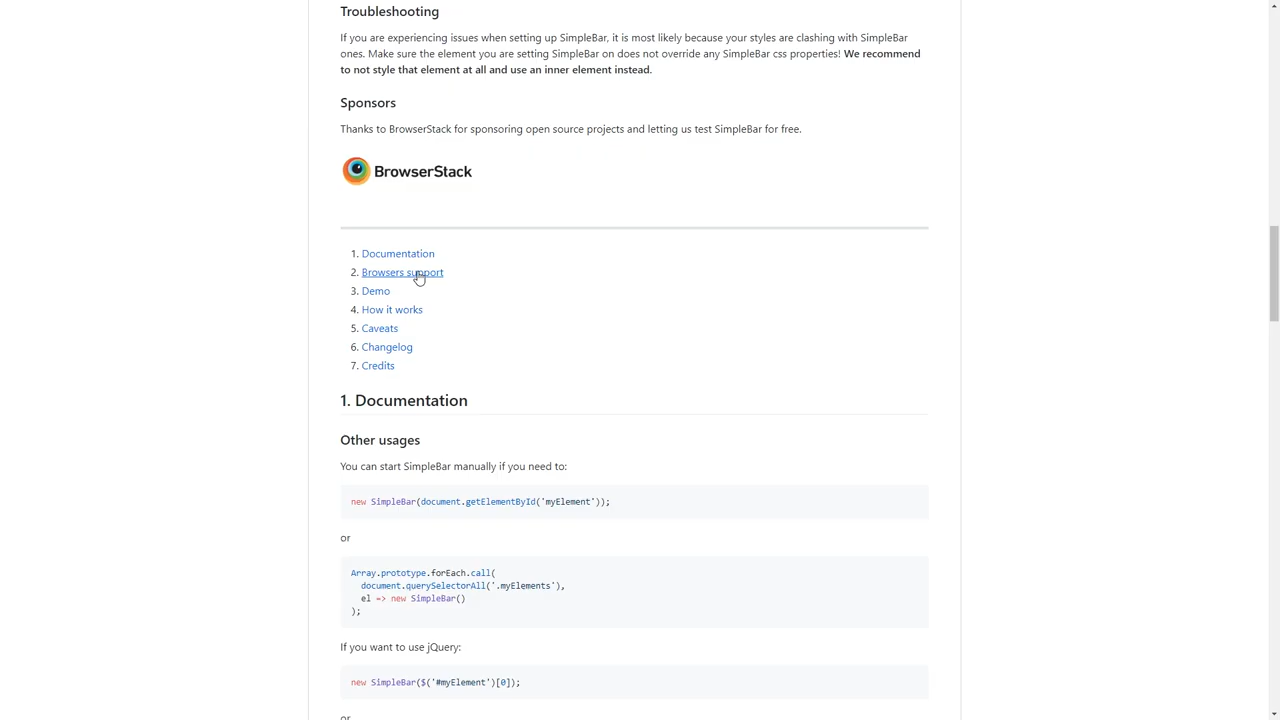 Troubleshooting
If you are experiencing issues when setting up SimpleBar, it is most likely because your styles are clashing with SimpleBar
ones. Make sure the element you are setting SimpleBar on does not override any SimpleBar css properties! We recommend
to not style that element at all and use an inner element instead.
Sponsors
Thanks to BrowserStack for sponsoring open source projects and letting us test SimpleBar for free.
BrowserStack
1. Documentation
2. Browsers support
3. Demo
4. How it works
5. Caveats
6. Changelog
7. Credits
1. Documentation
Other usages
You can start SimpleBar manually if you need to:
new SimpleBar(document.getElementById('myElement'));
or
Array.prototype.forEach.call(
document.querySelectorAll('.myElements'),
el => new SimpleBar()
);
If you want to use jQuery:
new SimpleBar($('#myElement')[0]);
or